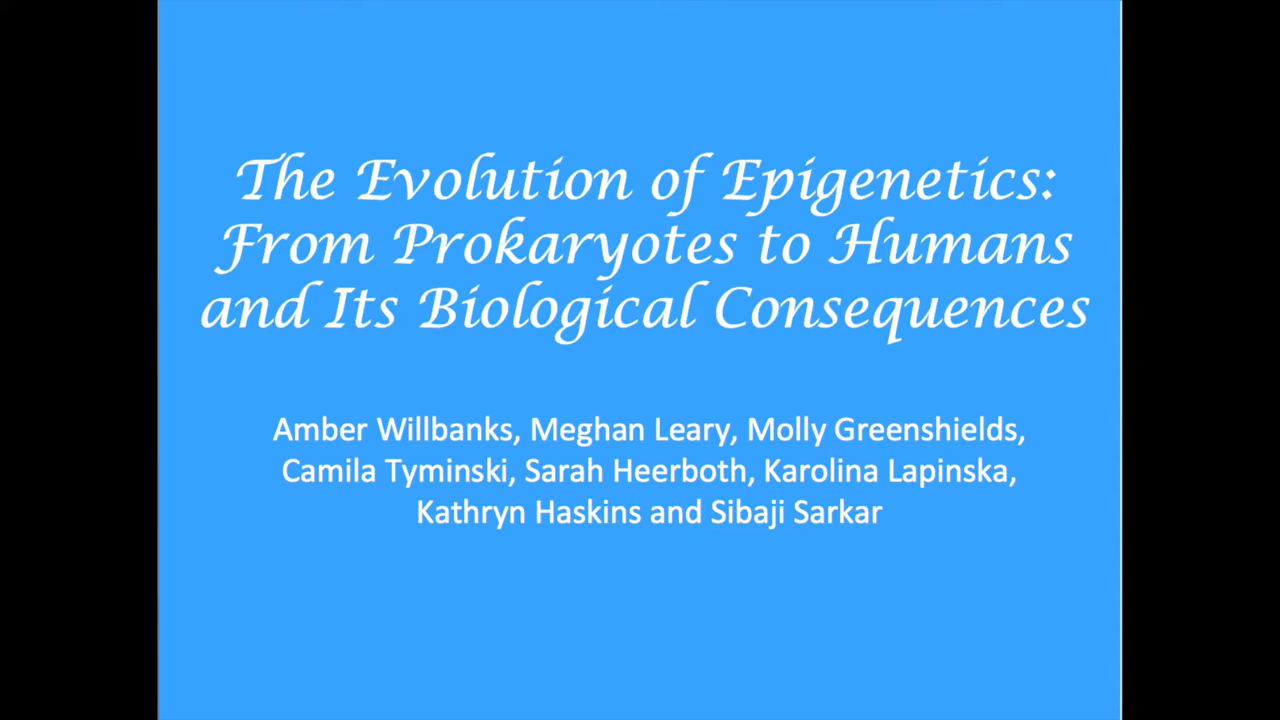 The Evolution of Epigenetics:
From Prokaryotes to Humans
and Its Biological Consequences
Amber Willbanks, Meghan Leary, Molly Greenshields,
Camila Tyminski, Sarah Heerboth, Karolina Lapinska,
Kathryn Haskins and Sibaji Sarkar